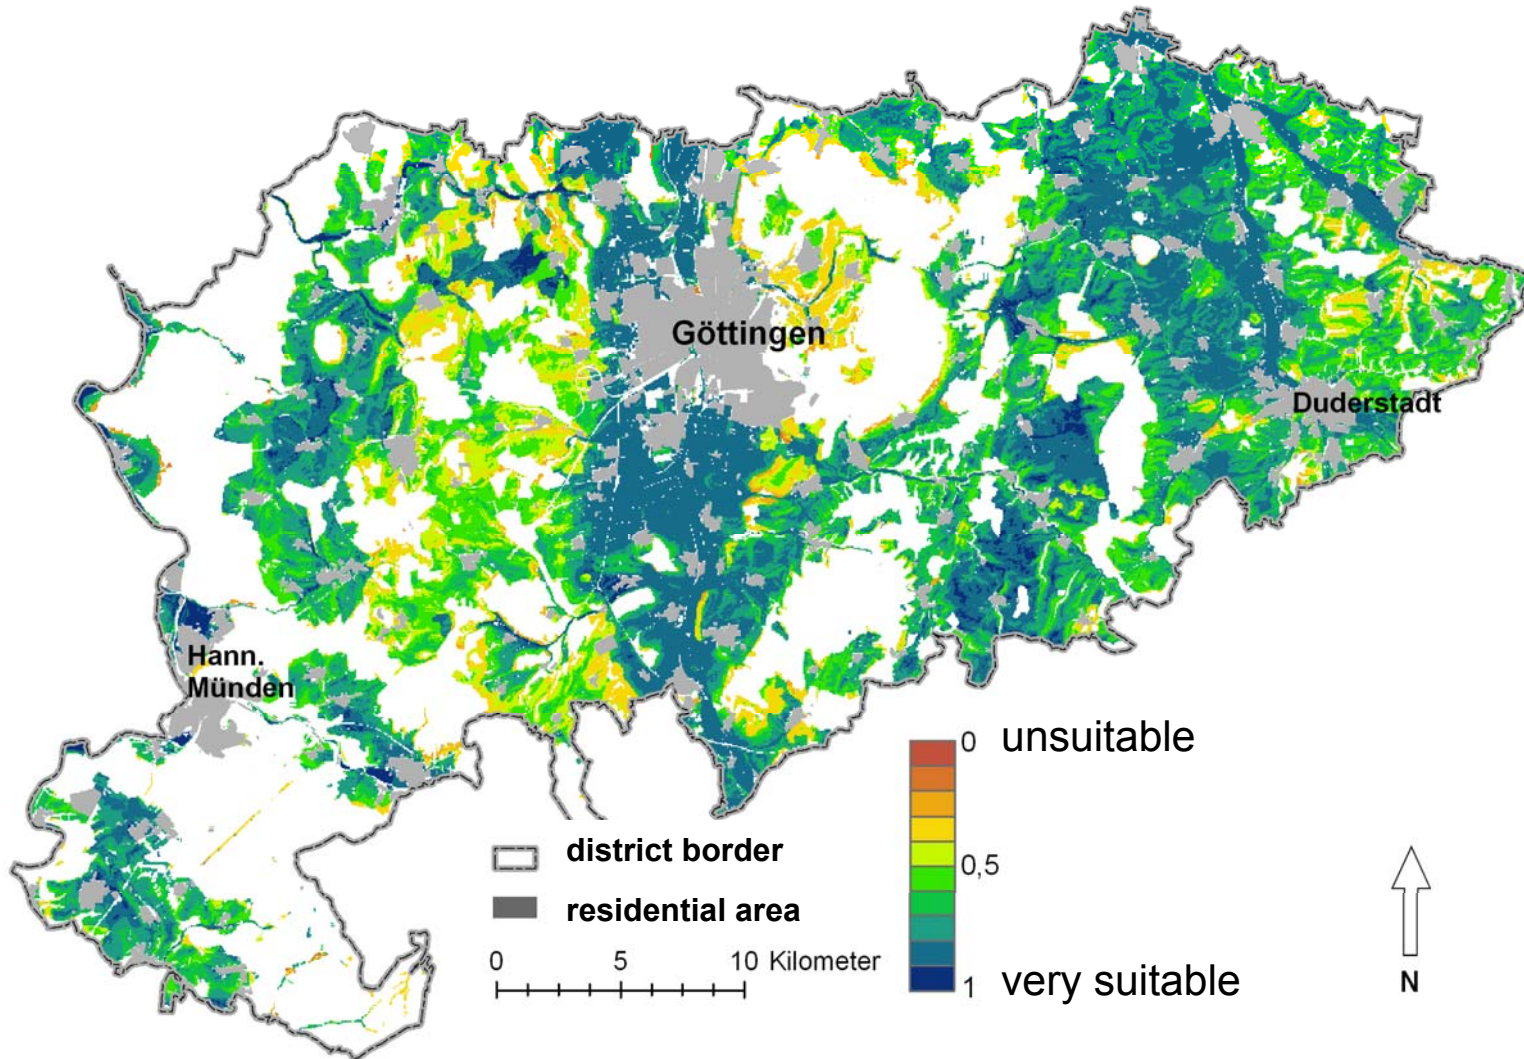 Göttingen
Duderstadt
Hann.
Münden
0 unsuitable
0,5
1 very suitable
district border
residential area
0 5 10 Kilometer
N